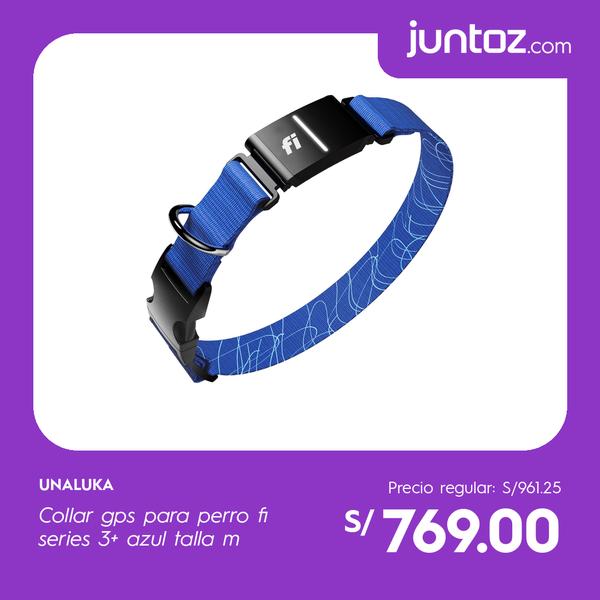 juntoz.com
fi
UNALUKA
Collar gps para perro fi
series 3+ azul talla m
Precio regular: S/961.25
S/ 769.00